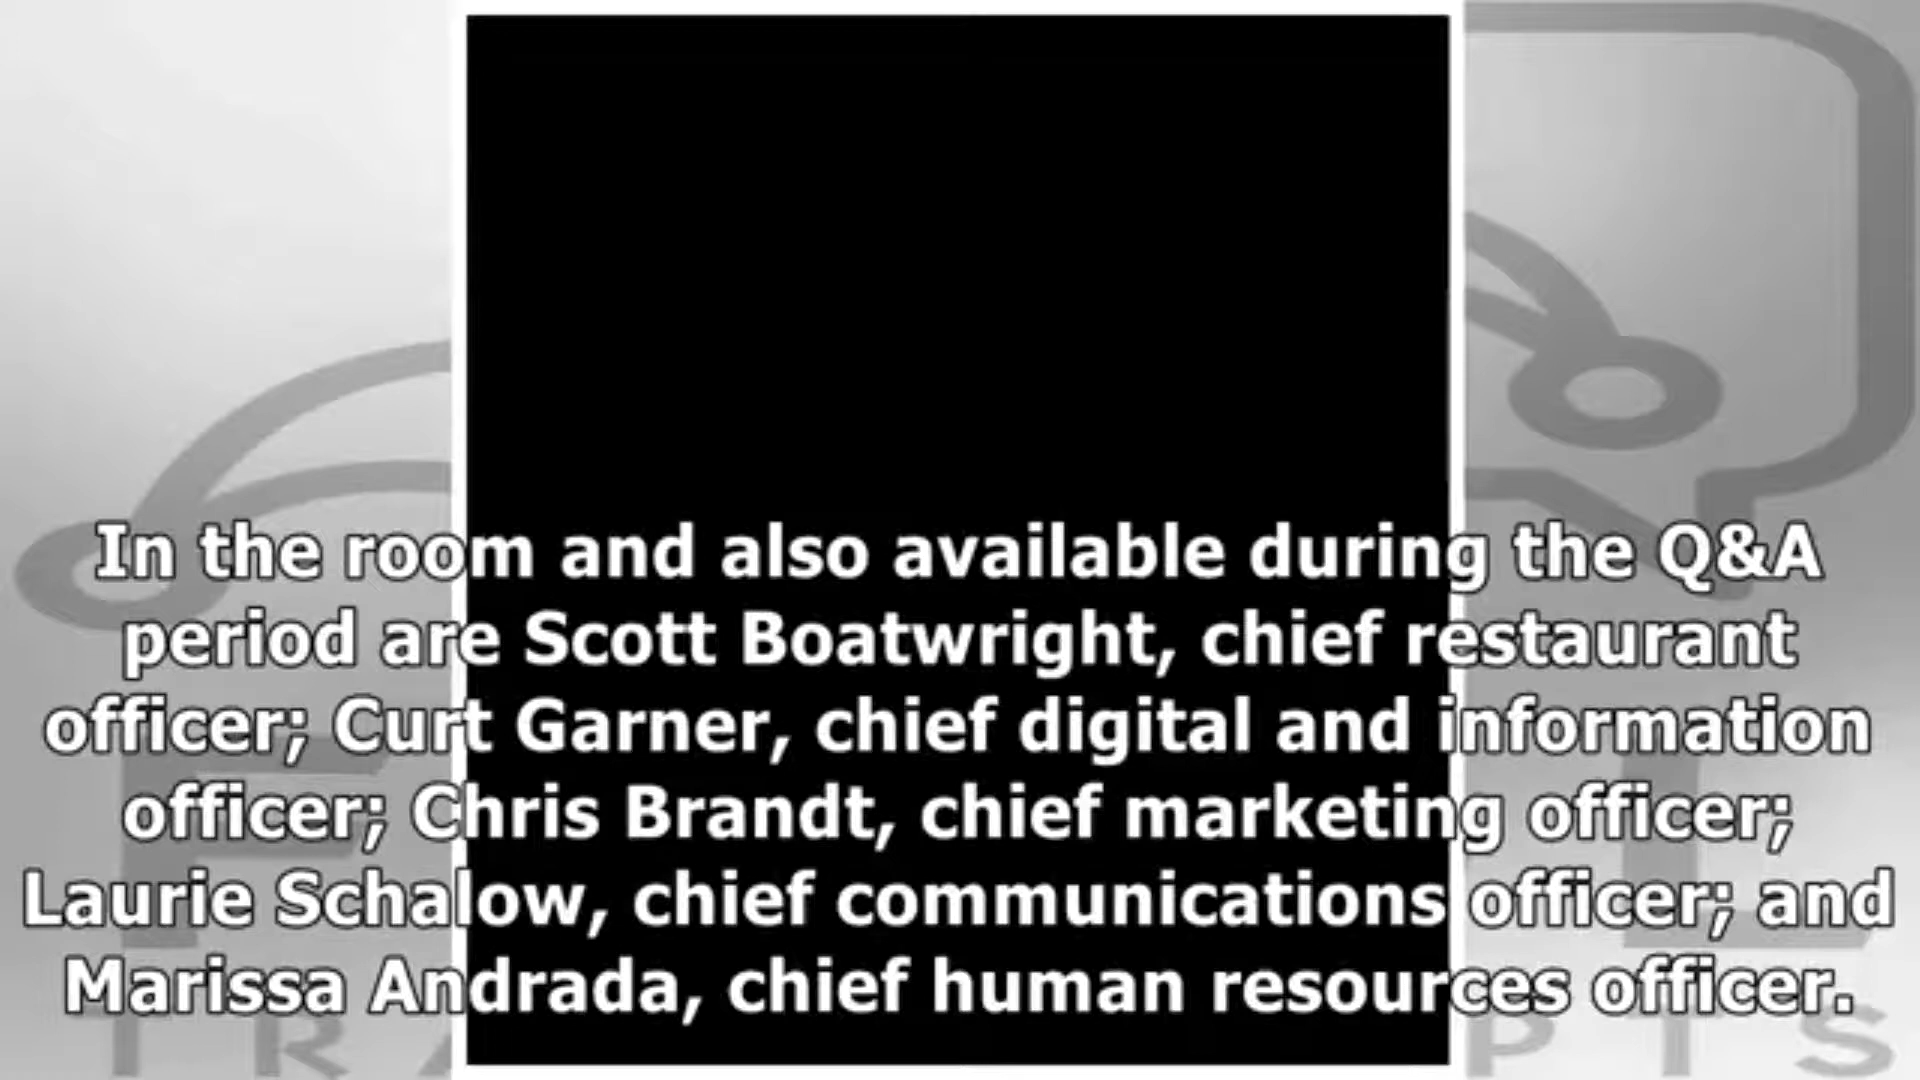 In the room and also available during the Q&A
period are Scott Boatwright, chief restaurant
officer; Curt Garner, chief digital and information
officer; Chris Brandt, chief marketing officer;
Laurie Schalow, chief communications officer; and
Marissa Andrada, chief human resources officer.